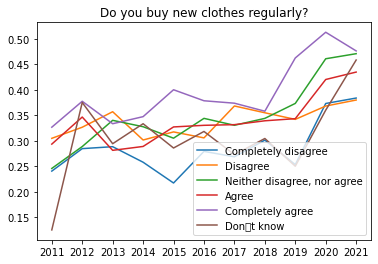 Do you buy new clothes regularly?
0.50
0.45
0.40
0.35
0.30
0.25
0.20
0.15
Completely disagree
Disagree
Neither disagree, nor agree
Agree
Completely agree
Don▯t know
2011 2012 2013 2014 2015 2016 2017 2018 2019 2020 2021